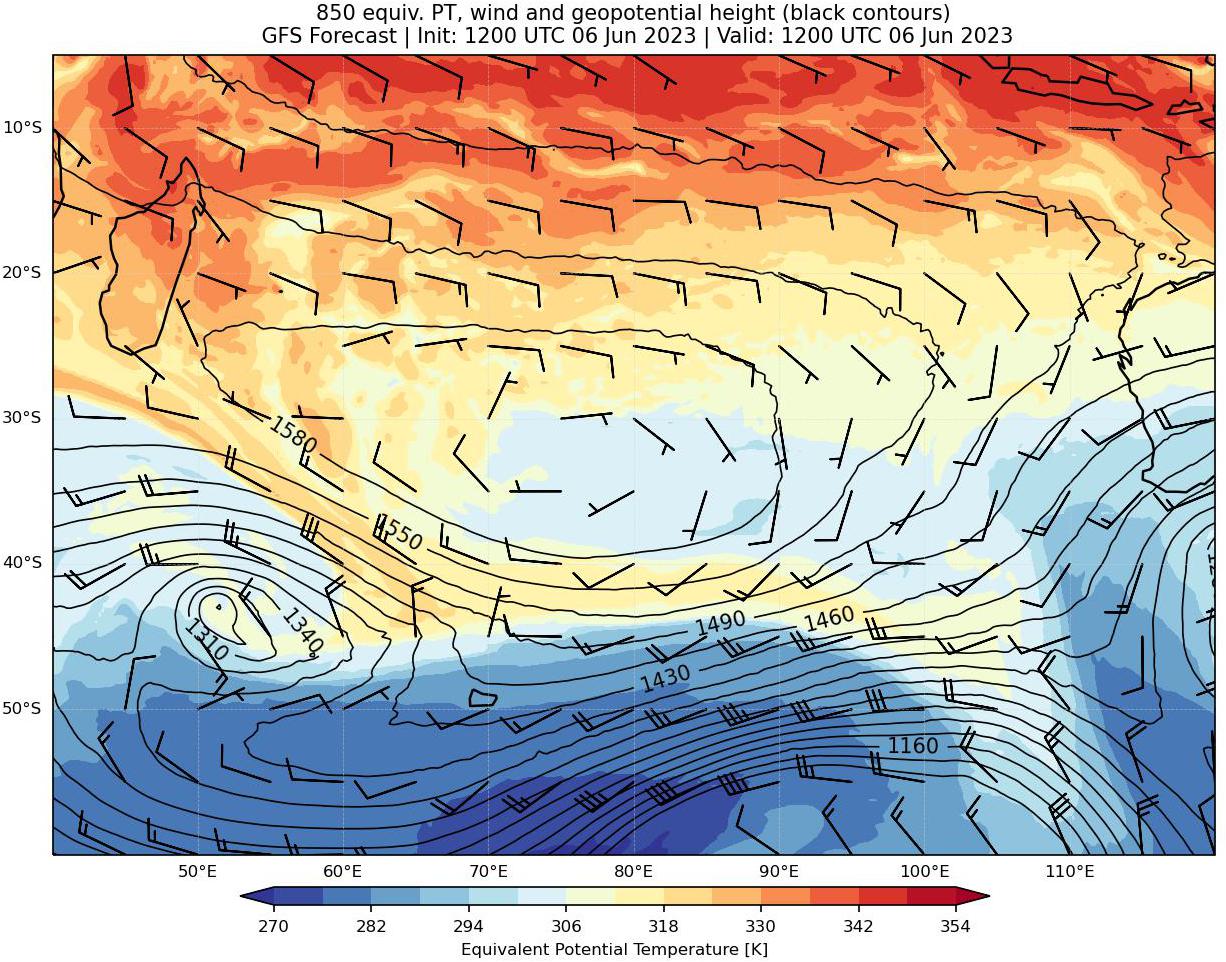 850 equiv. PT, wind and geopotential height (black contours)
GFS Forecast | Init: 1200 UTC 06 Jun 2023 | Valid: 1200 UTC 06 Jun 2023
10°S
20°S
30°S
1580
1550
40°S
1310
1340
1490
1460
1430
50°S
1160
50°E
60°E
70°E
80°E
90°E
100°E
110°E
270
282
294
306
318
330
342
354
Equivalent Potential Temperature [K]